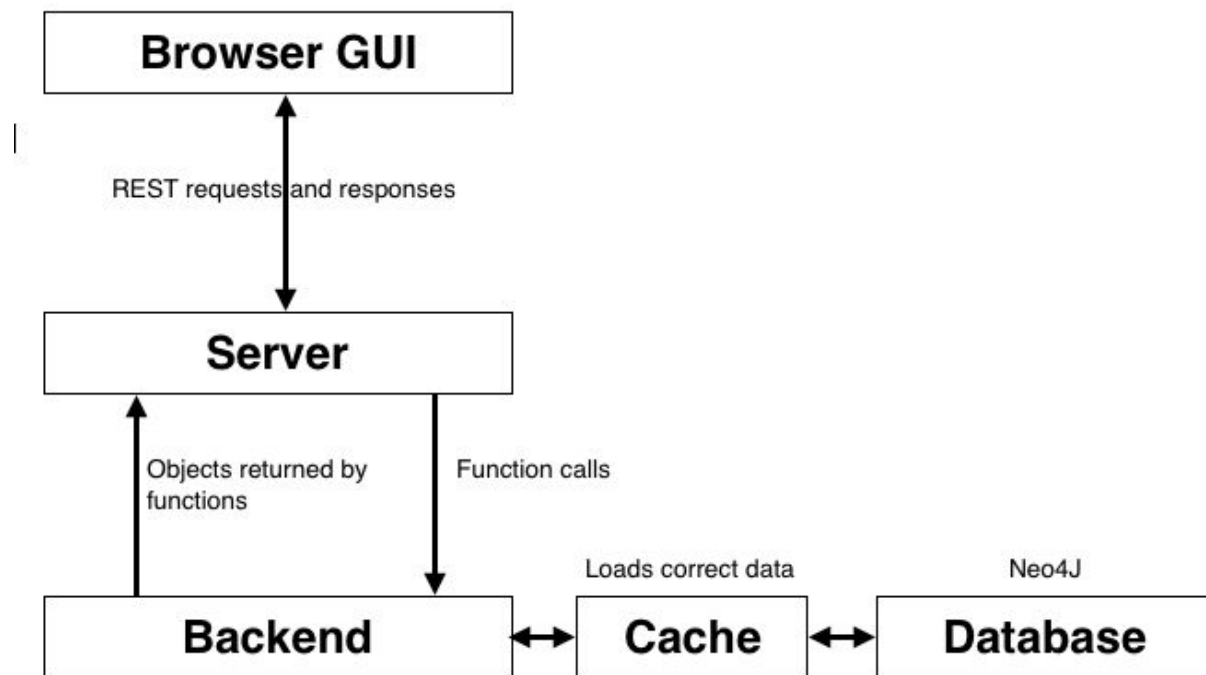 Browser GUI
REST requests and responses
Server
Objects returned by
functions
Function calls
Loads correct data
Neo4J
Backend
Cache
Database